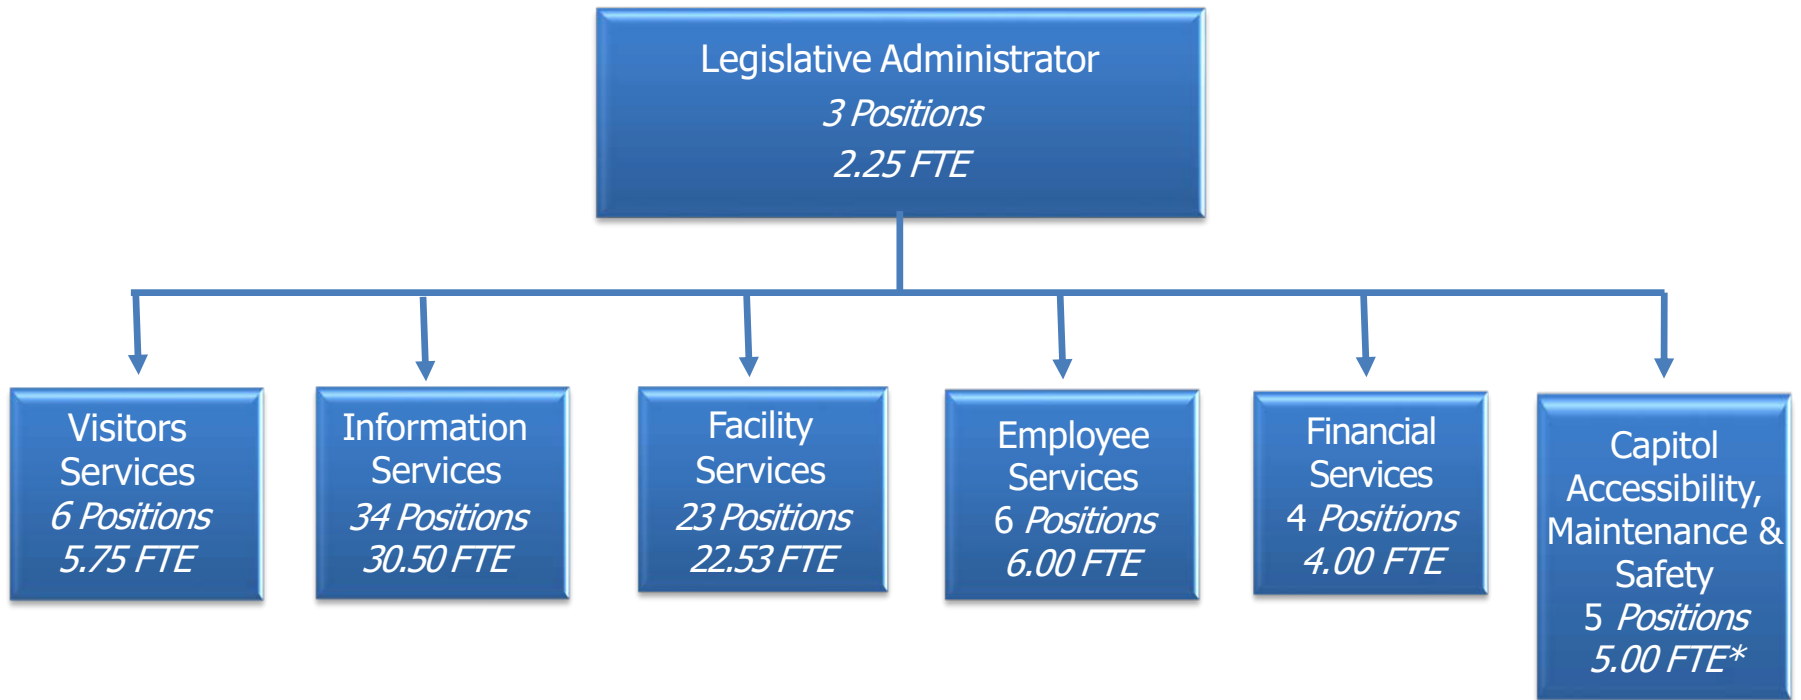 Legislative Administrator
3 Positions
2.25 FTE
Visitors
Services
6 Positions
5.75 FTE
Information
Services
34 Positions
30.50 FTE
Facility
Services
23 Positions
22.53 FTE
Employee
Services
6 Positions
6.00 FTE
Financial
Services
4 Positions
4.00 FTE
Capitol
Accessibility,
Maintenance &
Safety
5 Positions
5.00 FTE*